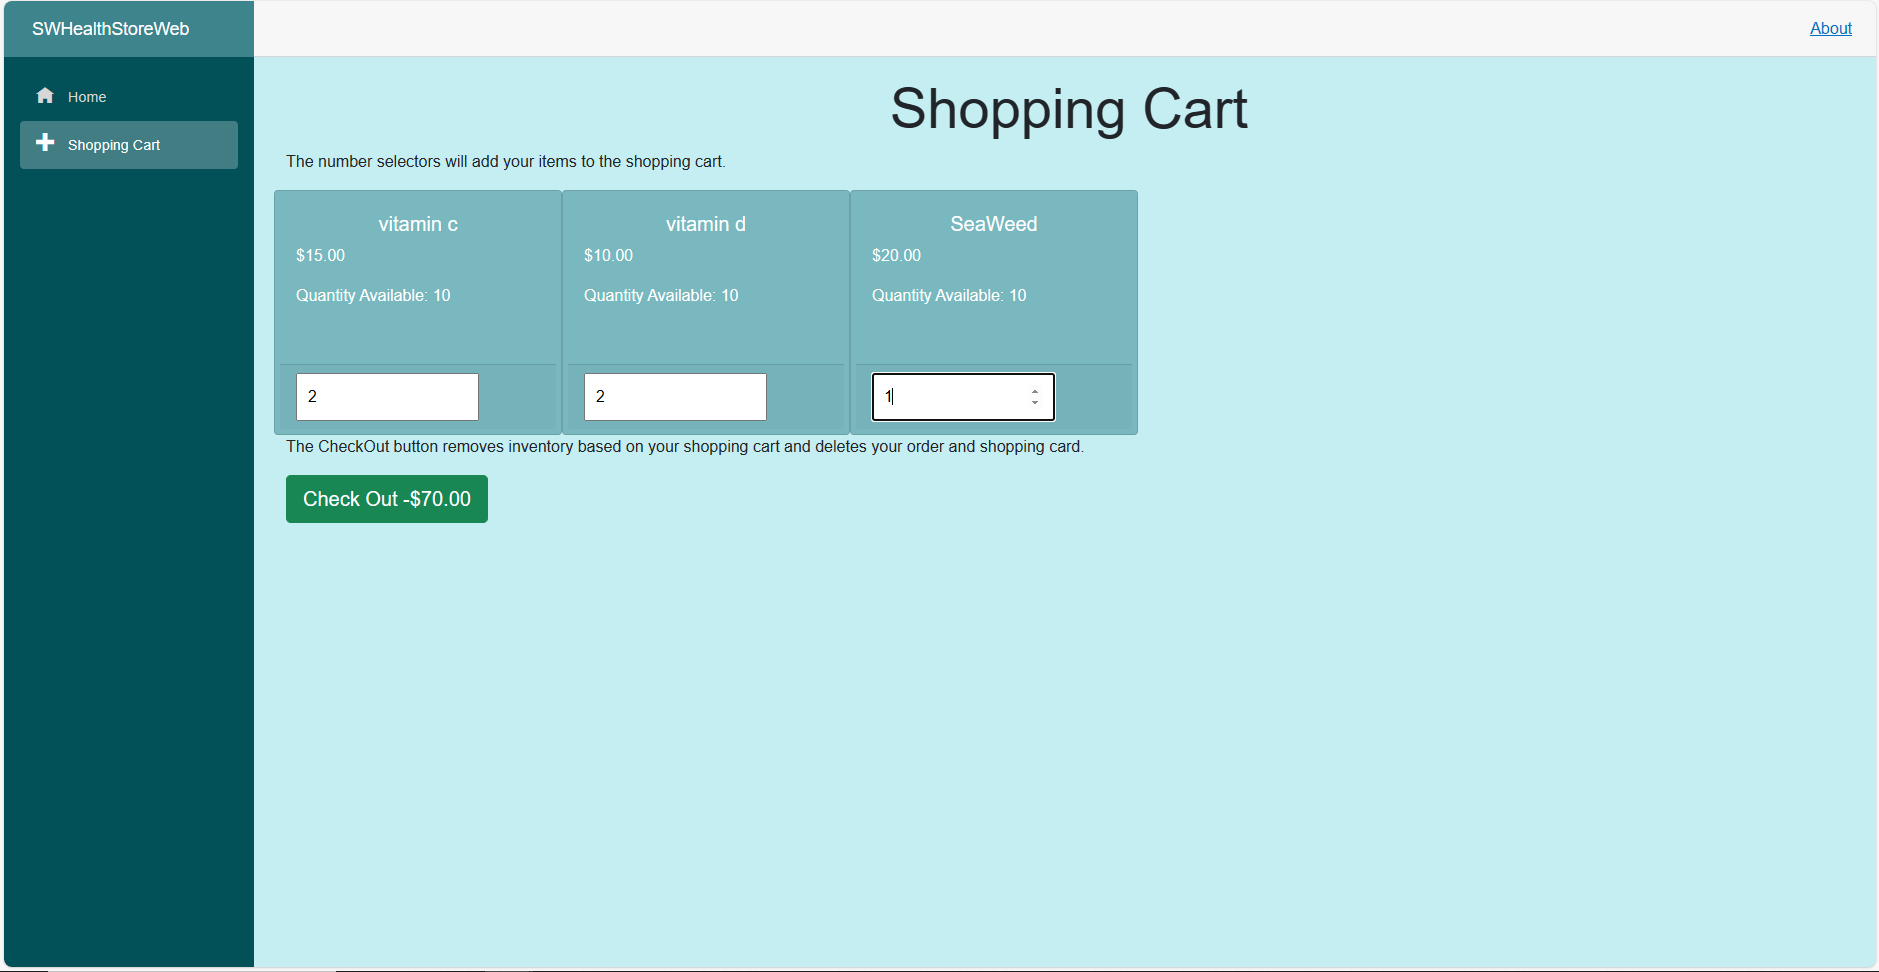 SWHealthStoreWeb
About
Home
Shopping Cart
Shopping Cart
The number selectors will add your items to the shopping cart.
vitamin c
$15.00
Quantity Available: 10
2
vitamin d
$10.00
Quantity Available: 10
2
SeaWeed
$20.00
Quantity Available: 10
1
The CheckOut button removes inventory based on your shopping cart and deletes your order and shopping card.
Check Out -$70.00